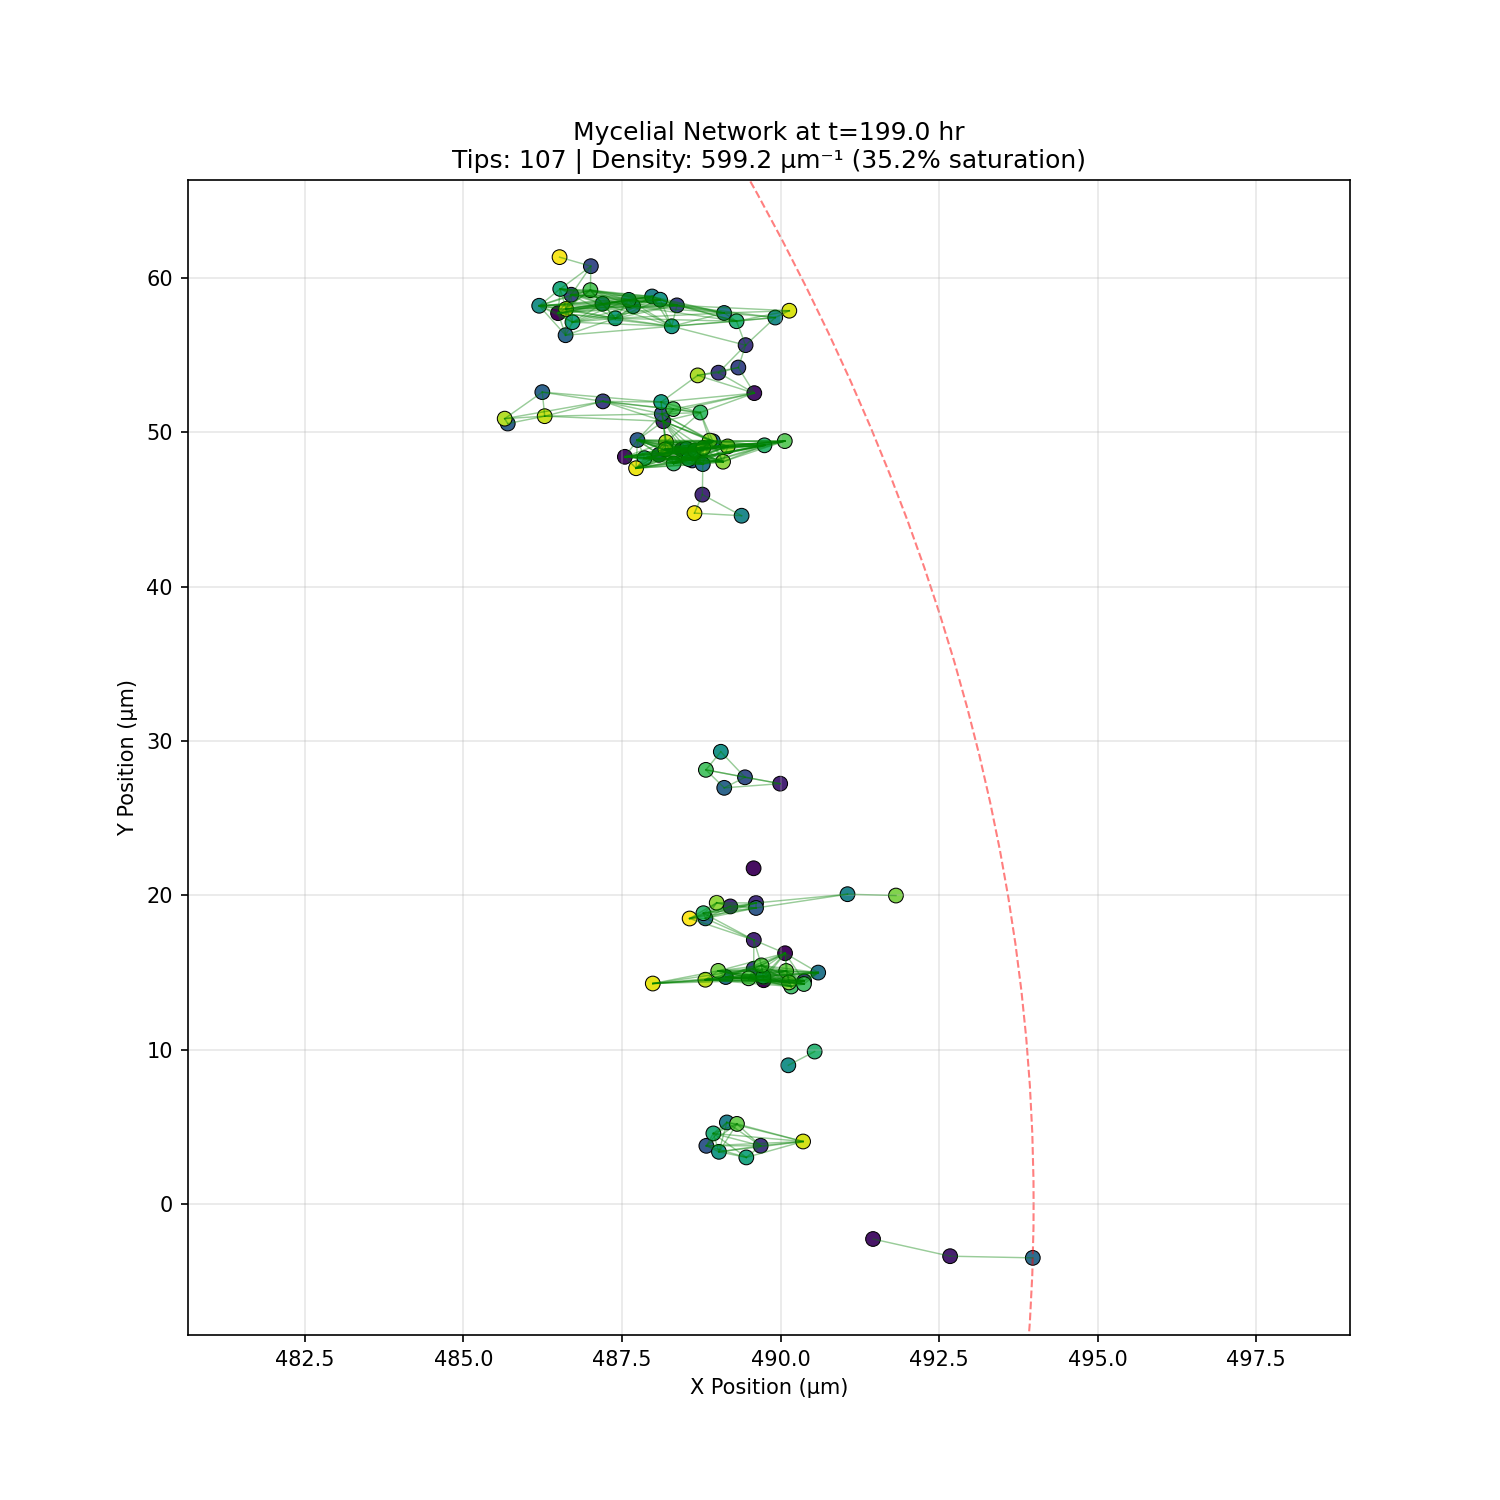 Mycelial Network at t=199.0 hr
Tips: 107 | Density: 599.2 μm⁻¹ (35.2% saturation)
60
50
40
30
20
10
0
Y Position (μm)
482.5 485.0 487.5 490.0 492.5 495.0 497.5
X Position (μm)